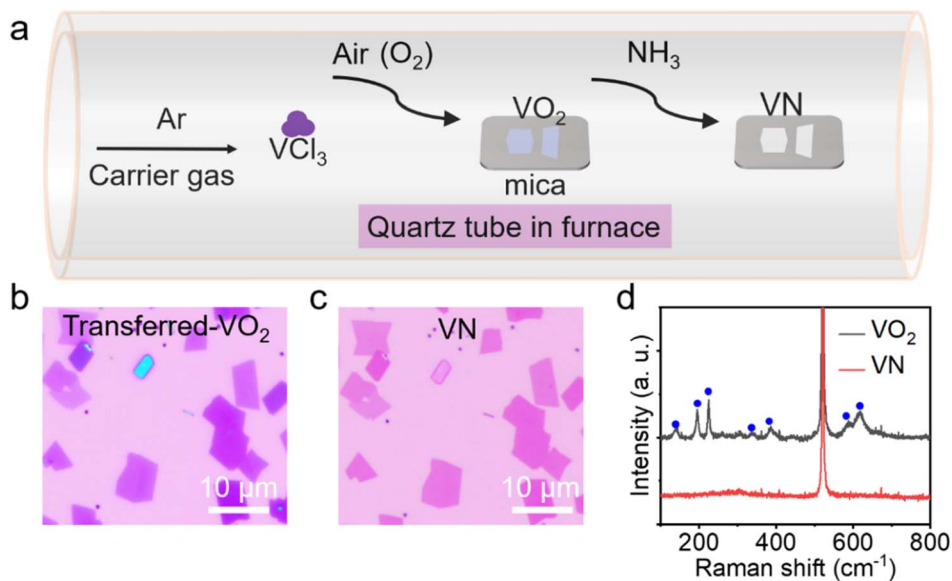 a
Air (O₂)
NH₃
Ar
VCl₃
VO₂
VN
Carrier gas
mica
Quartz tube in furnace
b
Transferred-VO₂
10 µm
c
VN
10 µm
d
VO₂
VN
Intensity (a. u.)
200 400 600 800
Raman shift (cm⁻¹)